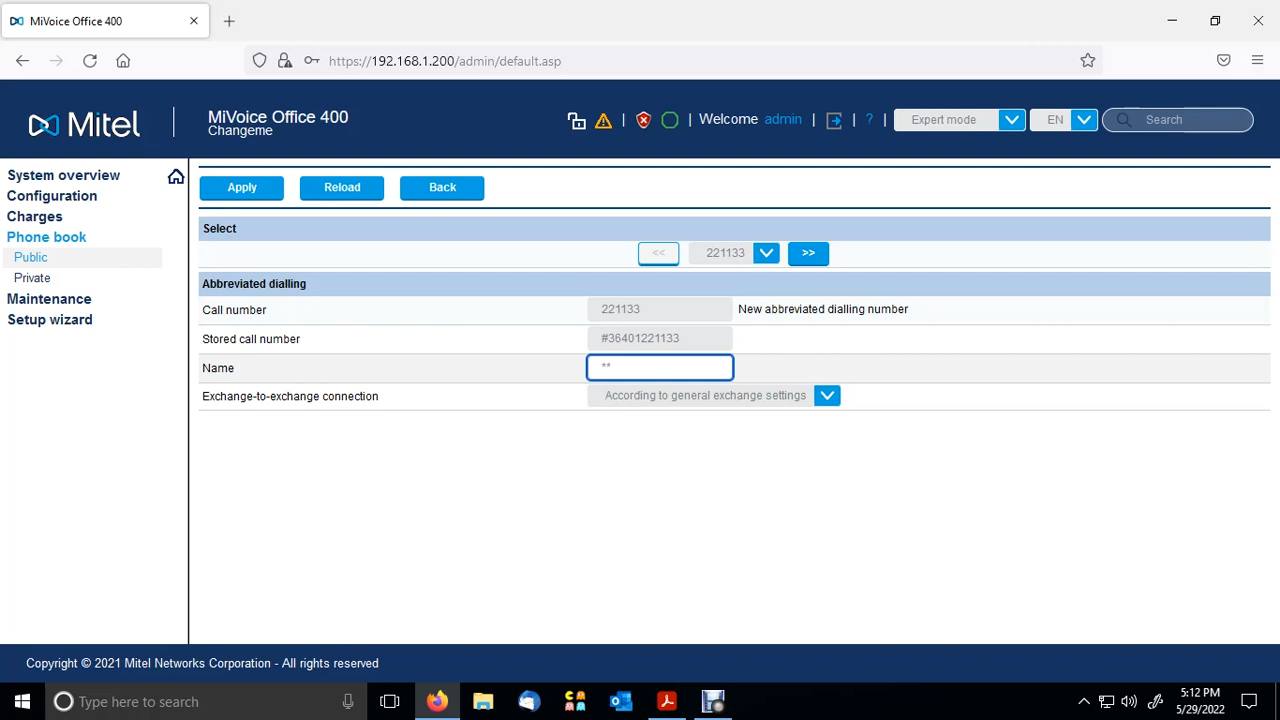 MiVoice Office 400
https://192.168.1.200/admin/default.asp
Mitel
MiVoice Office 400
Changeme
| Welcome admin | ? | Expert mode EN Search
System overview
Configuration
Charges
Phone book
Public
Private
Maintenance
Setup wizard
Apply Reload Back
Select
<< 221133 >>
Abbreviated dialling
Call number 221133 New abbreviated dialling number
Stored call number #36401221133
Name **
Exchange-to-exchange connection According to general exchange settings
Copyright © 2021 Mitel Networks Corporation - All rights reserved
Type here to search
5:12 PM
5/29/2022